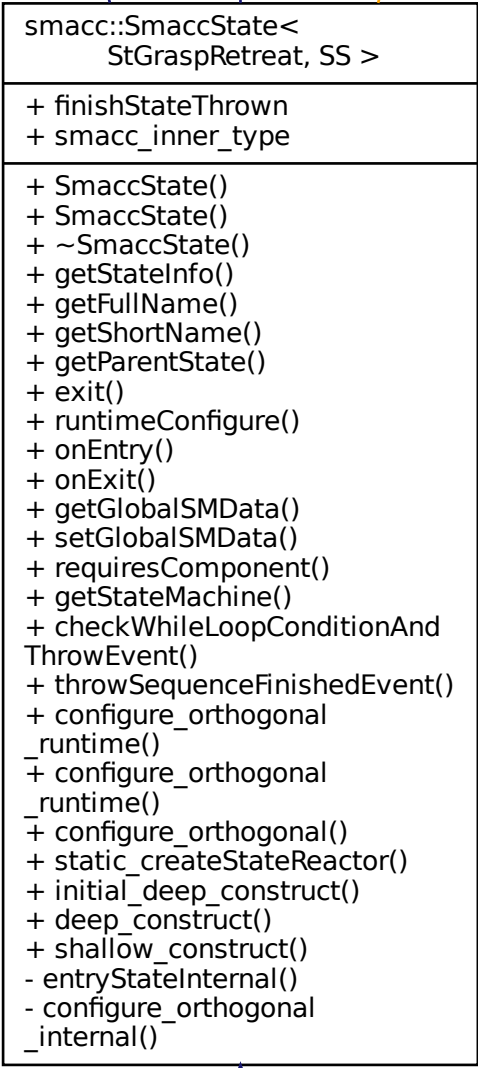 smacc::SmaccState<
StGraspRetreat, SS >
+ finishStateThrown
+ smacc_inner_type
+ SmaccState()
+ SmaccState()
+ ~SmaccState()
+ getStateInfo()
+ getFullName()
+ getShortName()
+ getParentState()
+ exit()
+ runtimeConfigure()
+ onEntry()
+ onExit()
+ getGlobalSMData()
+ setGlobalSMData()
+ requiresComponent()
+ getStateMachine()
+ checkWhileLoopConditionAnd
ThrowEvent()
+ throwSequenceFinishedEvent()
+ configure_orthogonal
_runtime()
+ configure_orthogonal
_runtime()
+ configure_orthogonal()
+ static_createStateReactor()
+ initial_deep_construct()
+ deep_construct()
+ shallow_construct()
- entryStateInternal()
- configure_orthogonal
_internal()